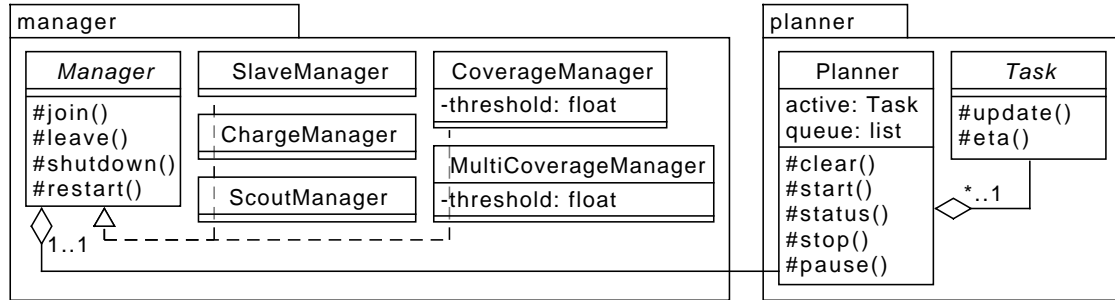 manager
Manager
#join()
#leave()
#shutdown()
#restart()
1..1
SlaveManager
ChargeManager
ScoutManager
CoverageManager
-threshold: float
MultiCoverageManager
-threshold: float
planner
Planner
active: Task
queue: list
#clear()
#start()
#status()
#stop()
#pause()
Task
#update()
#eta()
*..1